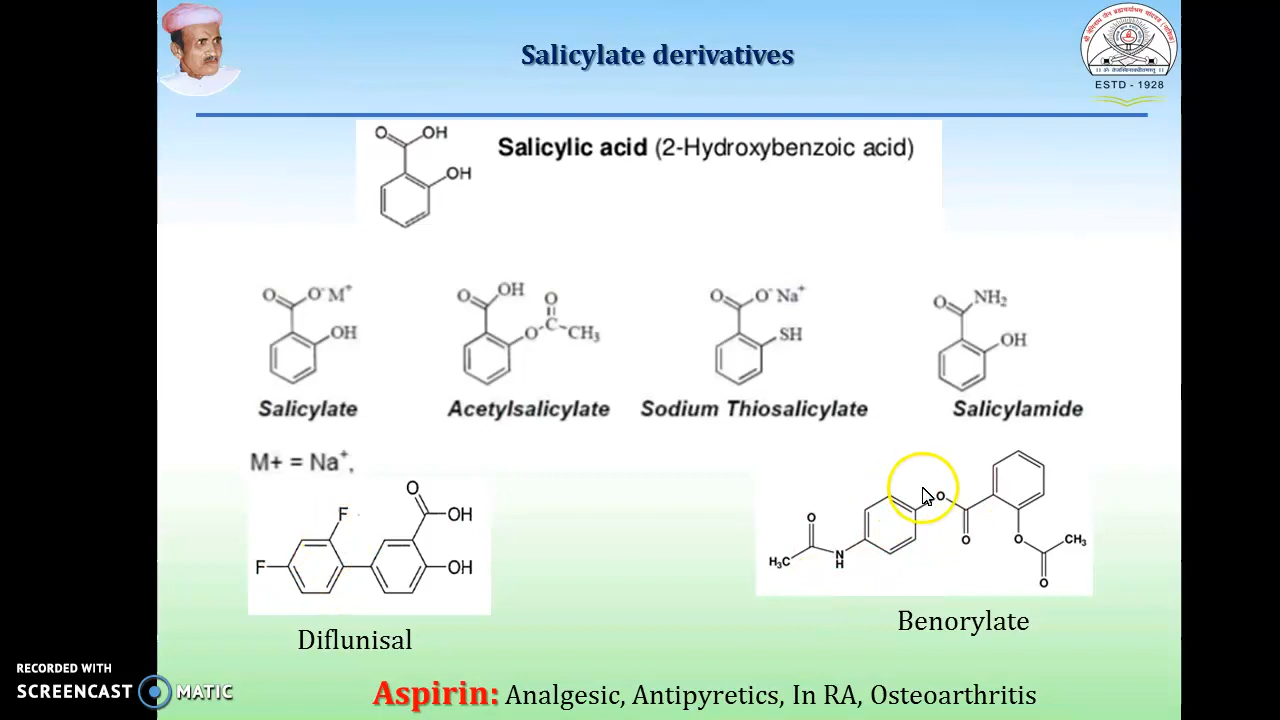 Salicylate derivatives
ESTD - 1928
Salicylic acid (2-Hydroxybenzoic acid)
O OH
OH
O O⁻M⁺
OH
O OH
O
O C CH₃
O O⁻Na⁺
SH
O NH₂
OH
Salicylate
Acetylsalicylate
Sodium Thiosalicylate
Salicylamide
M+ = Na⁺,
O
F OH
F OH
O
O
O
H₃C N
H
O
O CH₃
O
Diflunisal
Benorylate
Aspirin: Analgesic, Antipyretics, In RA, Osteoarthritis
RECORDED WITH
SCREENCAST MATIC